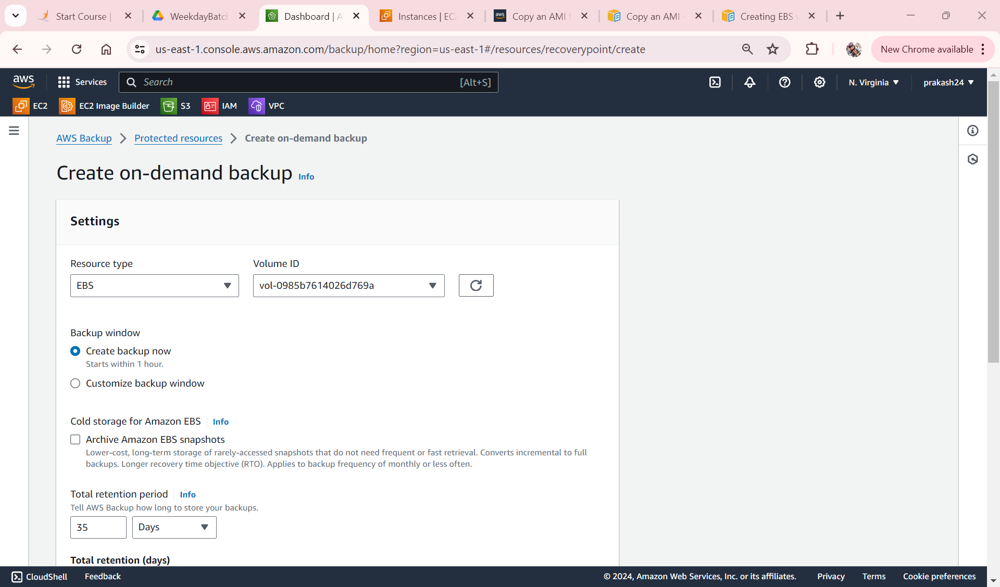 Start Course |
WeekdayBatch
Dashboard | A
Instances | EC2
Copy an AMI f
Copy an AMI -
Creating EBS v
us-east-1.console.aws.amazon.com/backup/home?region=us-east-1#/resources/recoverypoint/create
New Chrome available
aws
Services
Search
[Alt+S]
N. Virginia
prakash24
EC2
EC2 Image Builder
S3
IAM
VPC
AWS Backup
Protected resources
Create on-demand backup
Create on-demand backup Info
Settings
Resource type
Volume ID
EBS
vol-0985b7614026d769a
Backup window
Create backup now
Starts within 1 hour.
Customize backup window
Cold storage for Amazon EBS Info
Archive Amazon EBS snapshots
Lower-cost, long-term storage of rarely-accessed snapshots that do not need frequent or fast retrieval. Converts incremental to full
backups. Longer recovery time objective (RTO). Applies to backup frequency of monthly or less often.
Total retention period Info
Tell AWS Backup how long to store your backups.
35
Days
Total retention (days)
CloudShell
Feedback
© 2024, Amazon Web Services, Inc. or its affiliates.
Privacy
Terms
Cookie preferences